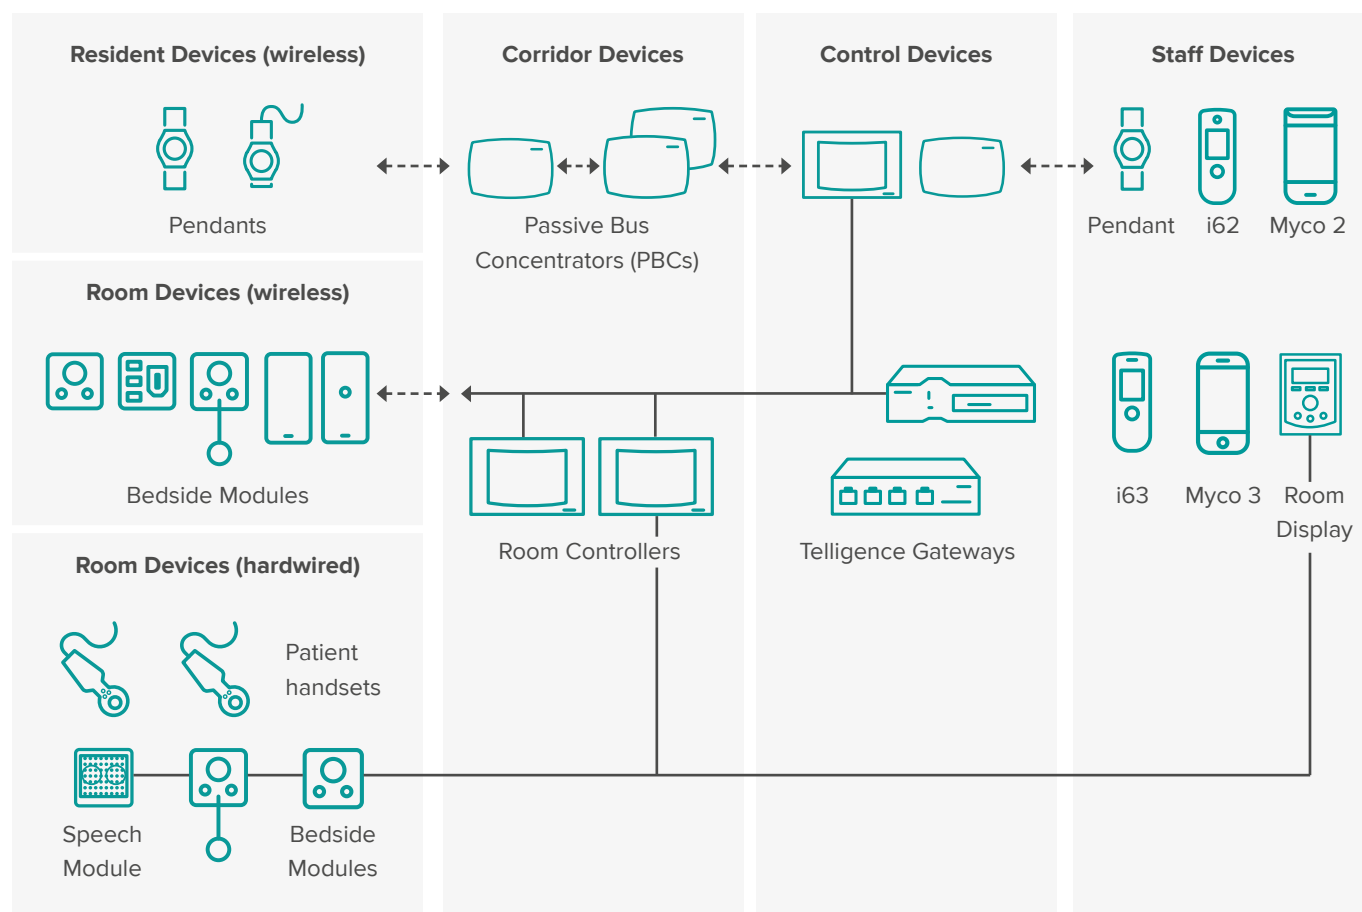 Resident Devices (wireless)
Pendants
Room Devices (wireless)
Bedside Modules
Room Devices (hardwired)
Patient
handsets
Speech
Module
Bedside
Modules
Corridor Devices
Passive Bus
Concentrators (PBCs)
Room Controllers
Control Devices
Telligence Gateways
Staff Devices
Pendant
i62
Myco 2
i63
Myco 3
Room
Display